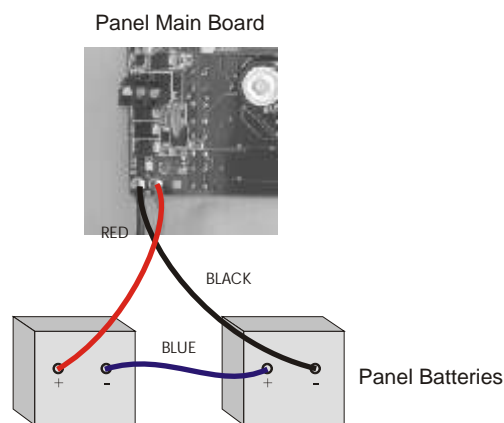 Panel Main Board
RED
BLACK
BLUE
+ -
+ -
Panel Batteries